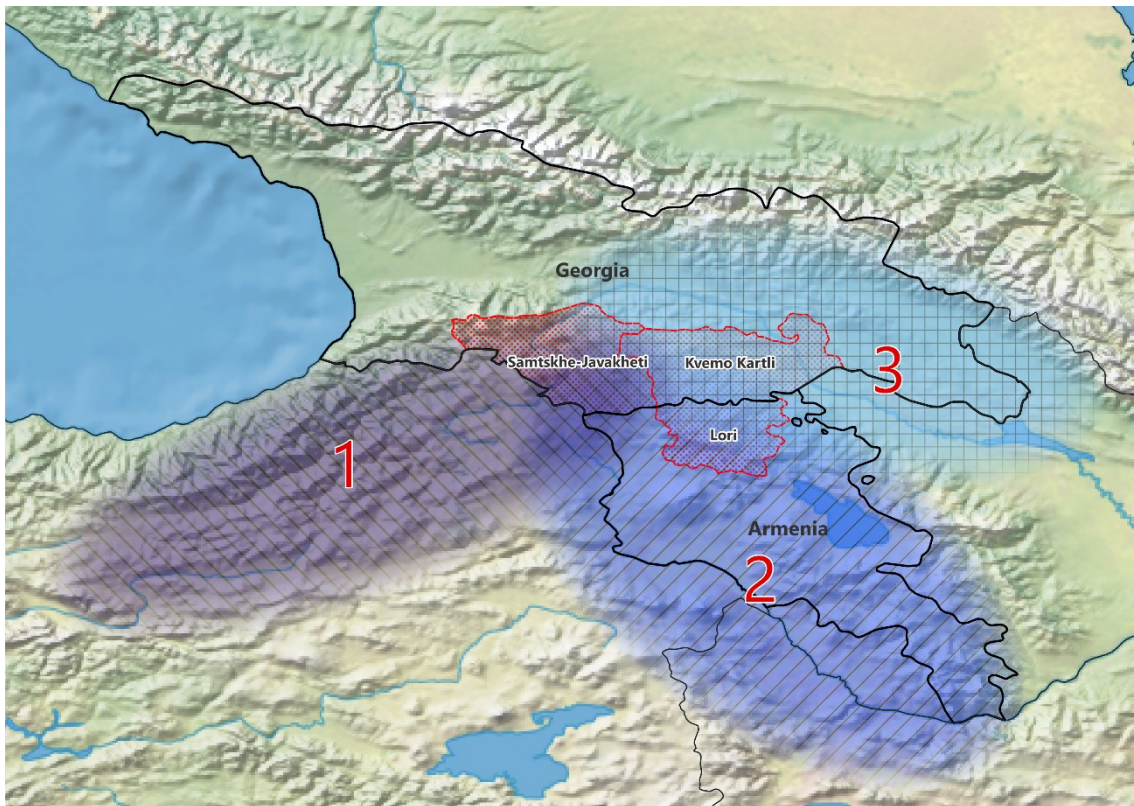 Georgia
Samtskhe-Javakheti
Kvemo Kartli
3
Lori
1
Armenia
2